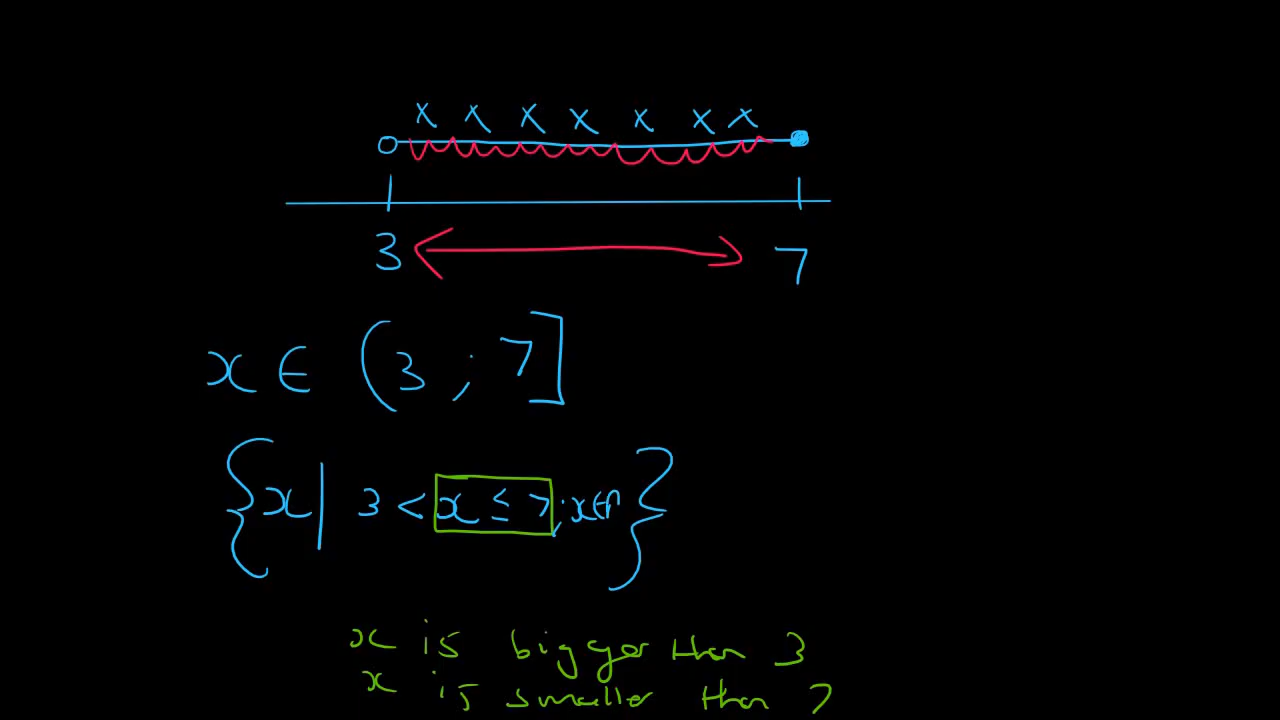 x x x x x x x
3 7
x ∈ (3 ; 7]
{x | 3 < x ≤ 7 ; x ∈ }
x is bigger than 3
x is smaller than 7